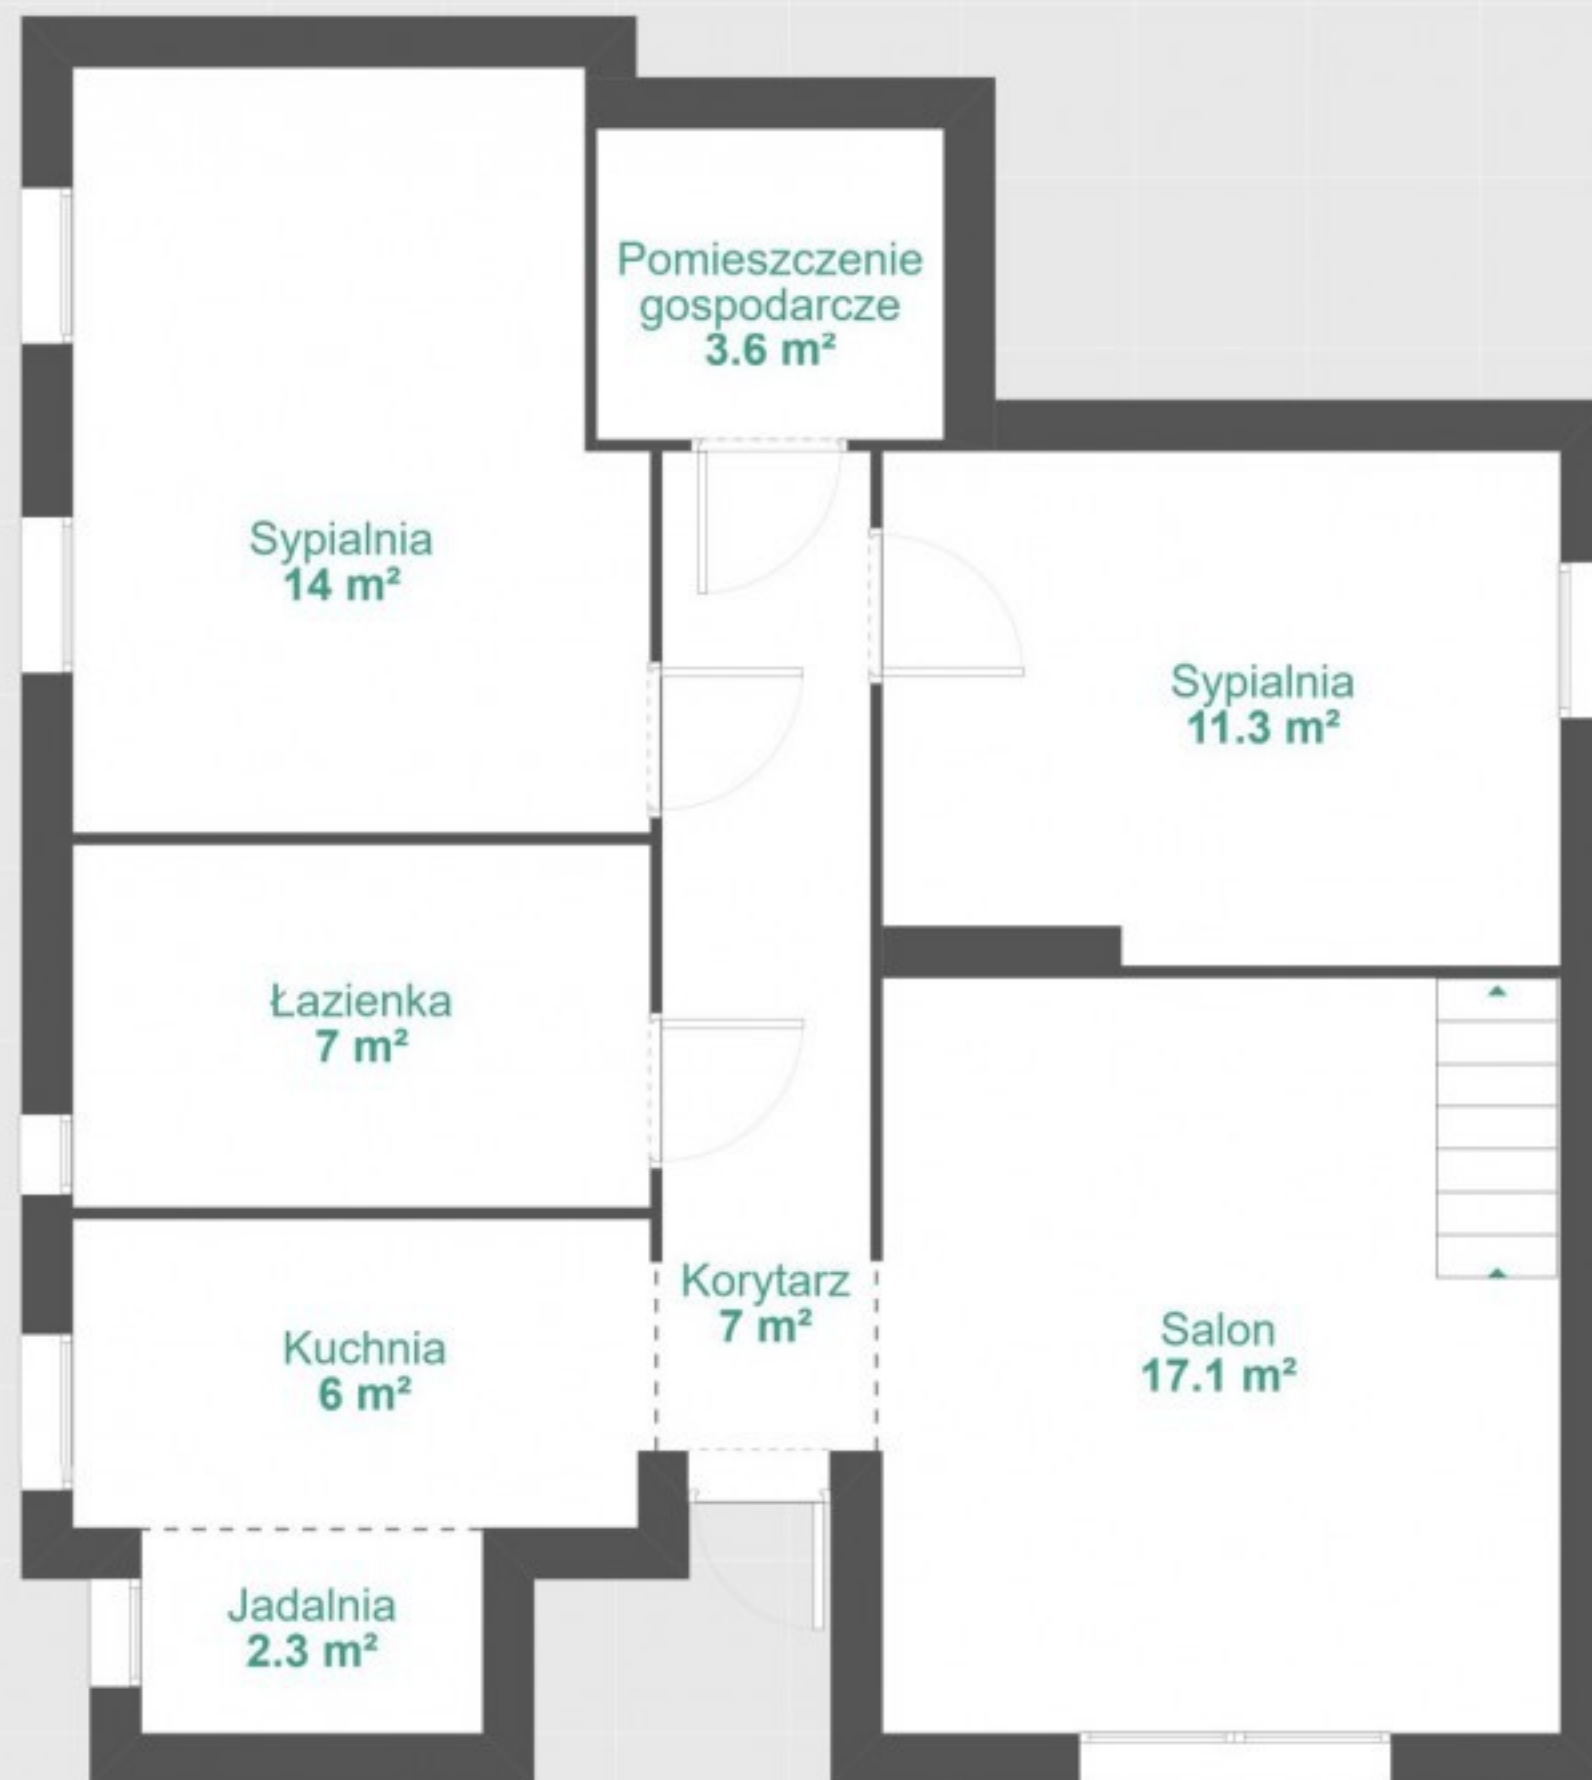 Pomieszczenie
gospodarcze
3.6 m²
Sypialnia
14 m²
Sypialnia
11.3 m²
Łazienka
7 m²
Korytarz
7 m²
Kuchnia
6 m²
Salon
17.1 m²
Jadalnia
2.3 m²